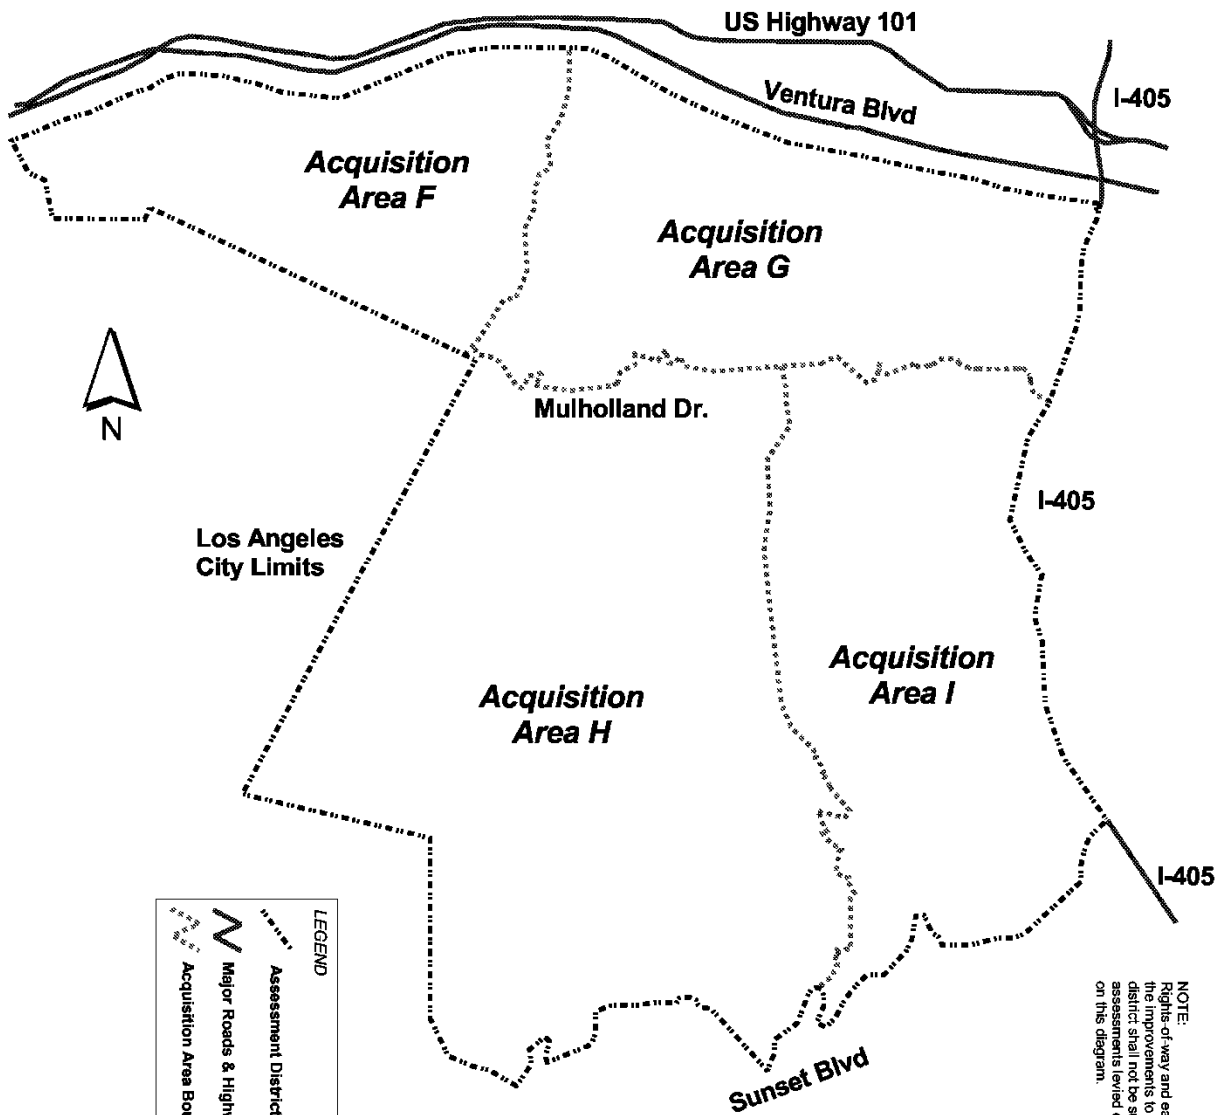 US Highway 101
I-405
Ventura Blvd
Acquisition
Area F
Acquisition
Area G
N
Mulholland Dr.
I-405
Los Angeles
City Limits
Acquisition
Area I
Acquisition
Area H
I-405
Sunset Blvd
LEGEND
Assessment District
Major Roads &
Acquisition Area
NOTE:
Rights-of-way and
the improvements to
district shall not be
assessments levied
on this diagram.